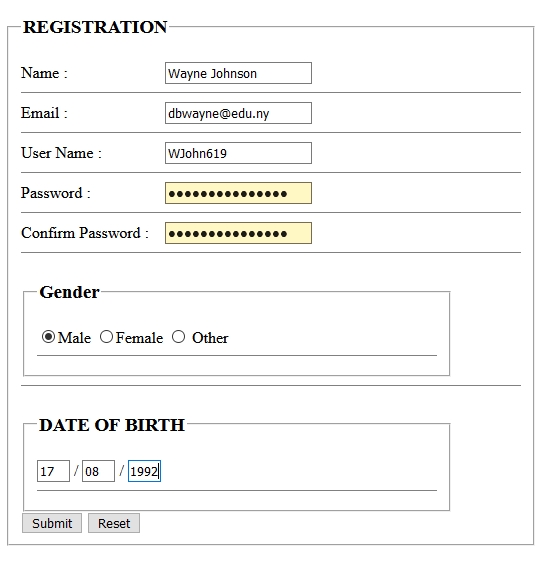 REGISTRATION
Name : Wayne Johnson
Email : dbwayne@edu.ny
User Name : WJohn619
Password : ●●●●●●●●●●●●●●●
Confirm Password : ●●●●●●●●●●●●●●●
Gender
Male Female Other
DATE OF BIRTH
17 / 08 / 1992
Submit Reset